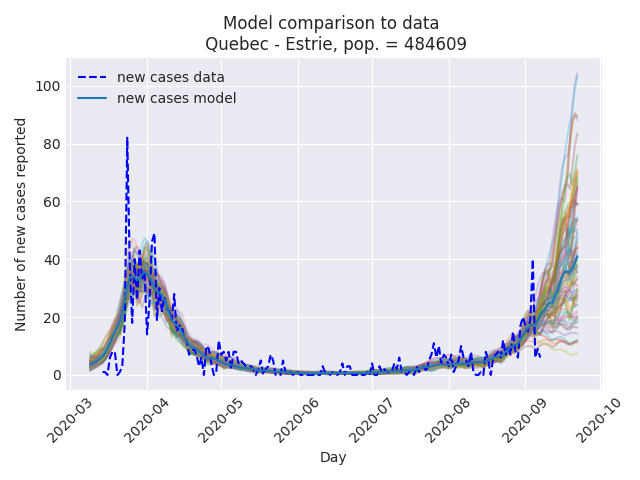 Model comparison to data
Quebec - Estrie, pop. = 484609
new cases data
new cases model
Number of new cases reported
100
80
60
40
20
0
2020-03
2020-04
2020-05
2020-06
2020-07
2020-08
2020-09
2020-10
Day